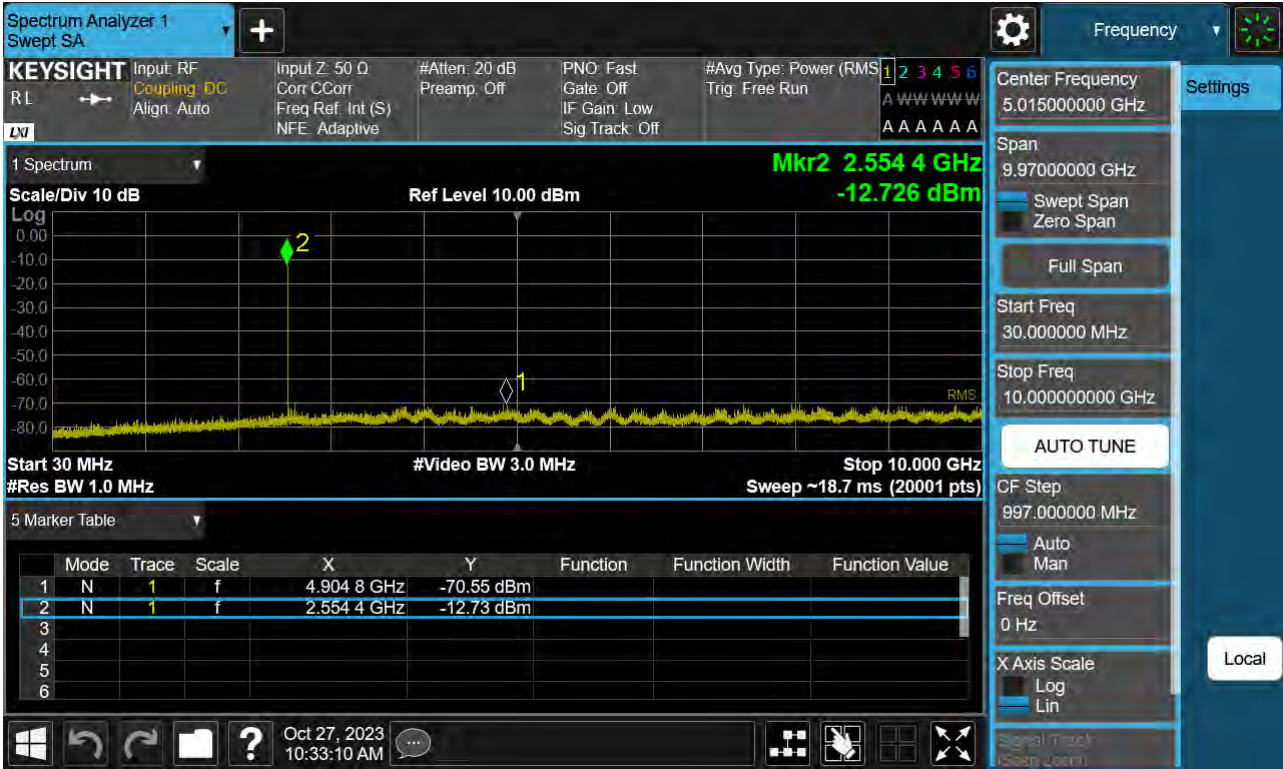 Spectrum Analyzer 1
Swept SA
+
Frequency
KEYSIGHT
RL
LXI
Input: RF
Coupling: DC
Align: Auto
Input Z: 50 Ω
Corr CCorr
Freq Ref: Int (S)
NFE: Adaptive
#Atten: 20 dB
Preamp: Off
PNO: Fast
Gate: Off
IF Gain: Low
Sig Track: Off
#Avg Type: Power (RMS
Trig: Free Run
1 2 3 4 5 6
A W W W W W
A A A A A A
1 Spectrum
Scale/Div 10 dB
Ref Level 10.00 dBm
Mkr2 2.554 4 GHz
-12.726 dBm
Log
0.00
-10.0
-20.0
-30.0
-40.0
-50.0
-60.0
-70.0
-80.0
2
1
RMS
Start 30 MHz
#Video BW 3.0 MHz
Stop 10.000 GHz
#Res BW 1.0 MHz
Sweep ~18.7 ms (20001 pts)
5 Marker Table
Mode Trace Scale X Y Function Function Width Function Value
1 N 1 f 4.904 8 GHz -70.55 dBm
2 N 1 f 2.554 4 GHz -12.73 dBm
3
4
5
6
Center Frequency
5.015000000 GHz
Span
9.97000000 GHz
Swept Span
Zero Span
Full Span
Start Freq
30.000000 MHz
Stop Freq
10.000000000 GHz
AUTO TUNE
CF Step
997.000000 MHz
Auto
Man
Freq Offset
0 Hz
X Axis Scale
Log
Lin
Signal Track
(Span Zoom)
Settings
Local
?
Oct 27, 2023
10:33:10 AM